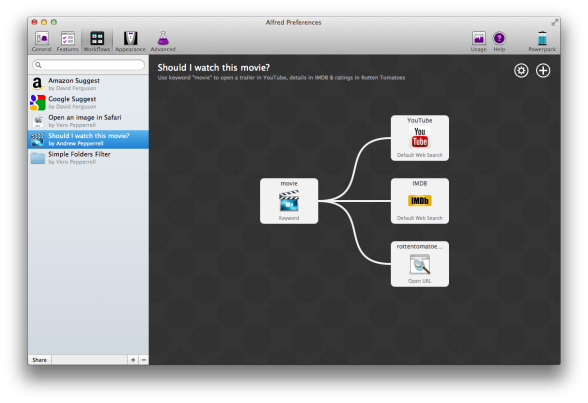 Alfred Preferences
General Features Workflows Appearance Advanced Usage Help Powerpack
Should I watch this movie?
Use keyword "movie" to open a trailer in YouTube, details in IMDB & ratings in Rotten Tomatoes
a Amazon Suggest
by David Ferguson
g Google Suggest
by David Ferguson
Open an image in Safari
by Vero Pepperrell
Should I watch this movie?
by Andrew Pepperrell
Simple Folders Filter
by Vero Pepperrell
YouTube
You
Tube
Default Web Search
movie
Keyword
IMDB
IMDb
Default Web Search
rottentomatoe...
Open URL
Share + −